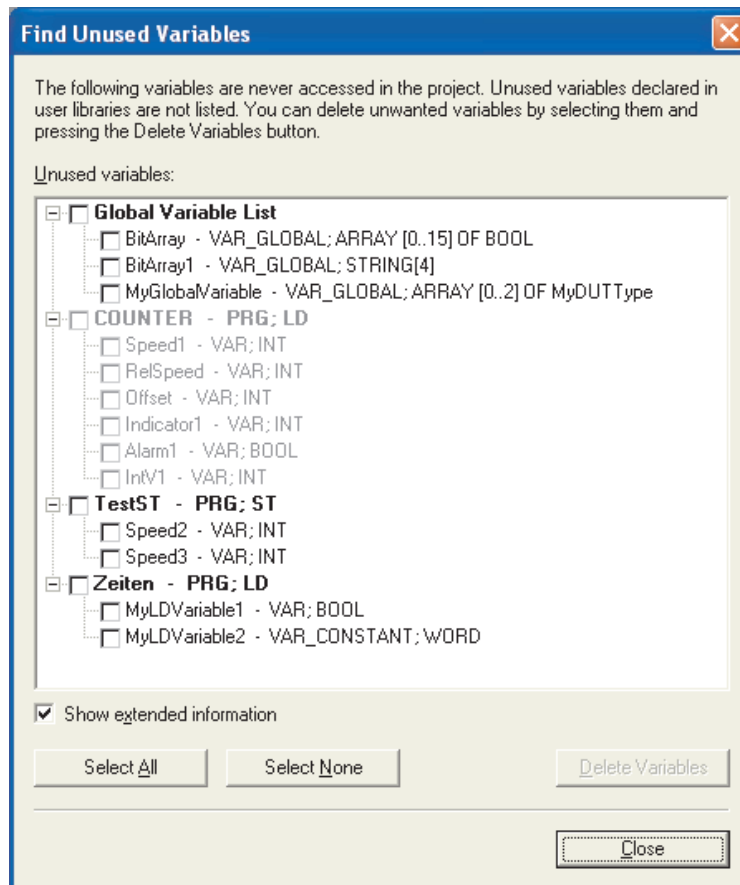 Find Unused Variables
The following variables are never accessed in the project. Unused variables declared in
user libraries are not listed. You can delete unwanted variables by selecting them and
pressing the Delete Variables button.
Unused variables:
Global Variable List
BitArray - VAR_GLOBAL; ARRAY [0..15] OF BOOL
BitArray1 - VAR_GLOBAL; STRING[4]
MyGlobalVariable - VAR_GLOBAL; ARRAY [0..2] OF MyDUTType
COUNTER - PRG; LD
Speed1 - VAR; INT
RelSpeed - VAR; INT
Offset - VAR; INT
Indicator1 - VAR; INT
Alarm1 - VAR; BOOL
IntV1 - VAR; INT
TestST - PRG; ST
Speed2 - VAR; INT
Speed3 - VAR; INT
Zeiten - PRG; LD
MyLDVariable1 - VAR; BOOL
MyLDVariable2 - VAR_CONSTANT; WORD
Show extended information
Select All Select None Delete Variables
Close